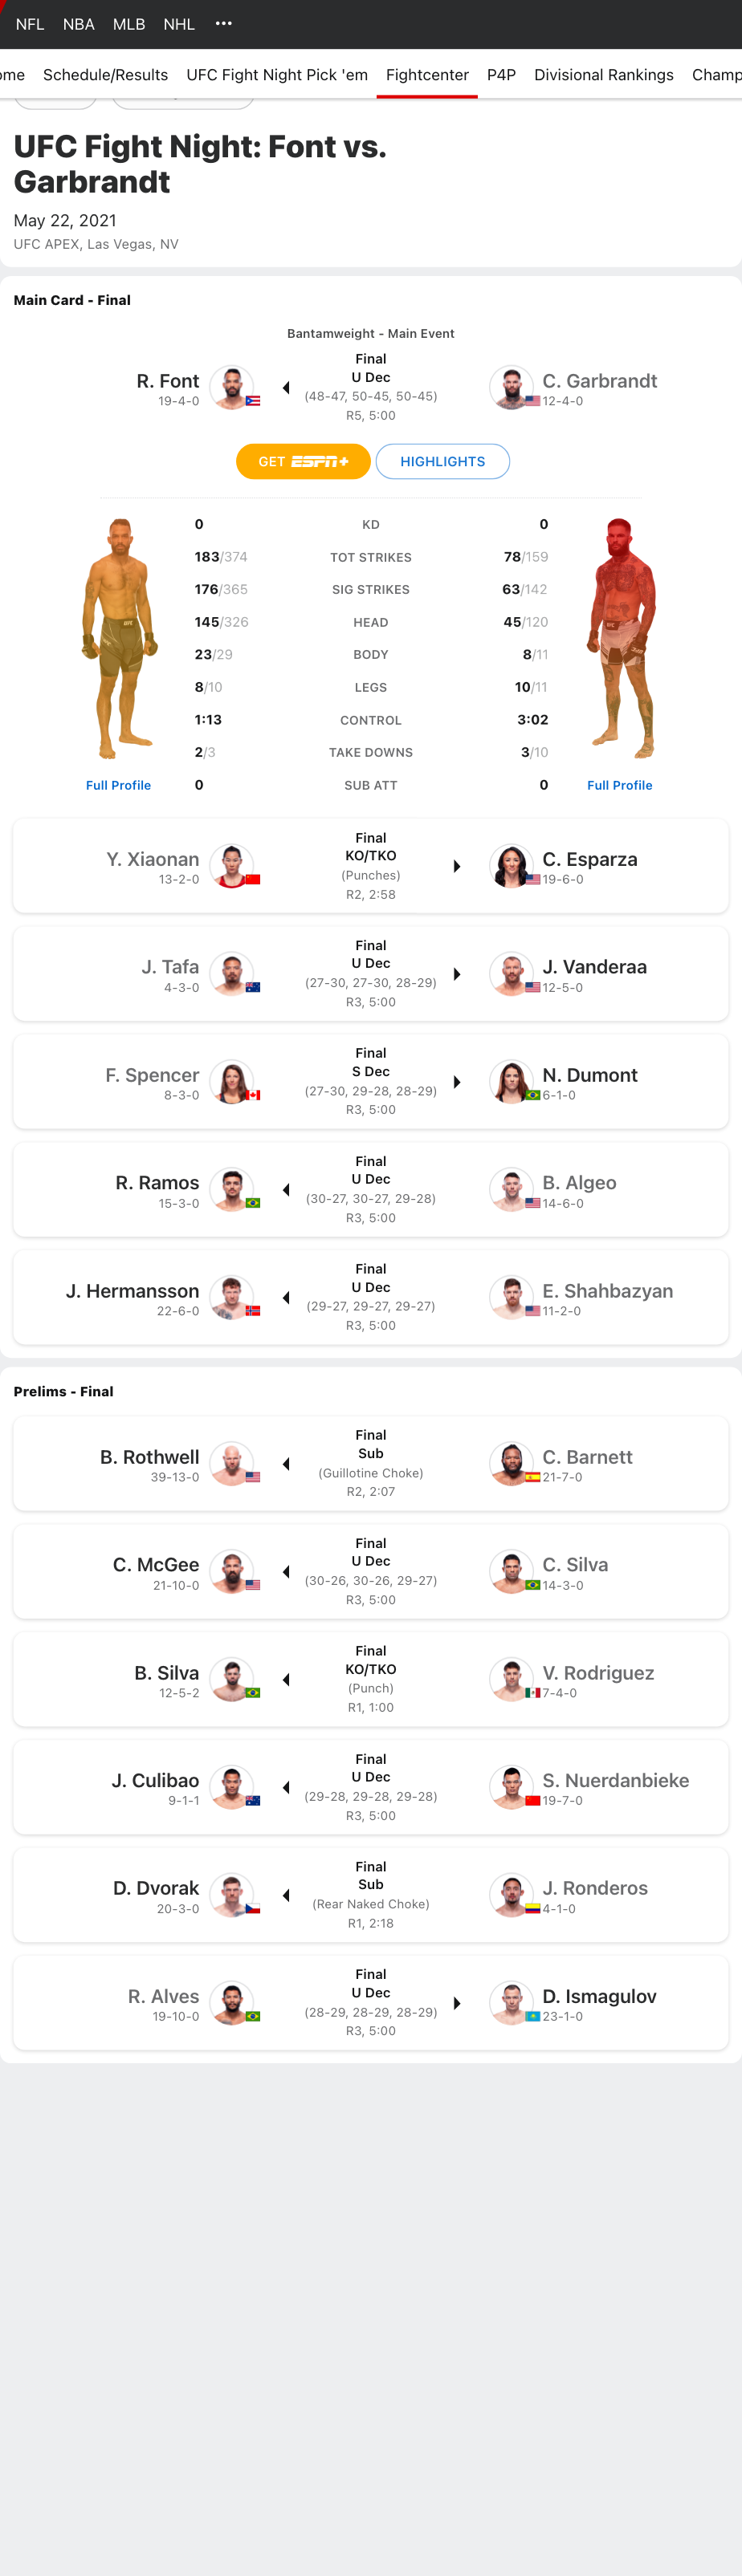 NFL NBA MLB NHL •••
ome Schedule/Results UFC Fight Night Pick 'em Fightcenter P4P Divisional Rankings Champ
UFC Fight Night: Font vs.
Garbrandt
May 22, 2021
UFC APEX, Las Vegas, NV
Main Card - Final
Bantamweight - Main Event
R. Font
19-4-0
Final
U Dec
(48-47, 50-45, 50-45)
R5, 5:00
C. Garbrandt
12-4-0
GET ESPN+ HIGHLIGHTS
0 KD 0
183/374 TOT STRIKES 78/159
176/365 SIG STRIKES 63/142
145/326 HEAD 45/120
23/29 BODY 8/11
8/10 LEGS 10/11
1:13 CONTROL 3:02
2/3 TAKE DOWNS 3/10
Full Profile 0 SUB ATT 0 Full Profile
Y. Xiaonan
13-2-0
Final
KO/TKO
(Punches)
R2, 2:58
C. Esparza
19-6-0
J. Tafa
4-3-0
Final
U Dec
(27-30, 27-30, 28-29)
R3, 5:00
J. Vanderaa
12-5-0
F. Spencer
8-3-0
Final
S Dec
(27-30, 29-28, 28-29)
R3, 5:00
N. Dumont
6-1-0
R. Ramos
15-3-0
Final
U Dec
(30-27, 30-27, 29-28)
R3, 5:00
B. Algeo
14-6-0
J. Hermansson
22-6-0
Final
U Dec
(29-27, 29-27, 29-27)
R3, 5:00
E. Shahbazyan
11-2-0
Prelims - Final
B. Rothwell
39-13-0
Final
Sub
(Guillotine Choke)
R2, 2:07
C. Barnett
21-7-0
C. McGee
21-10-0
Final
U Dec
(30-26, 30-26, 29-27)
R3, 5:00
C. Silva
14-3-0
B. Silva
12-5-2
Final
KO/TKO
(Punch)
R1, 1:00
V. Rodriguez
7-4-0
J. Culibao
9-1-1
Final
U Dec
(29-28, 29-28, 29-28)
R3, 5:00
S. Nuerdanbieke
19-7-0
D. Dvorak
20-3-0
Final
Sub
(Rear Naked Choke)
R1, 2:18
J. Ronderos
4-1-0
R. Alves
19-10-0
Final
U Dec
(28-29, 28-29, 28-29)
R3, 5:00
D. Ismagulov
23-1-0